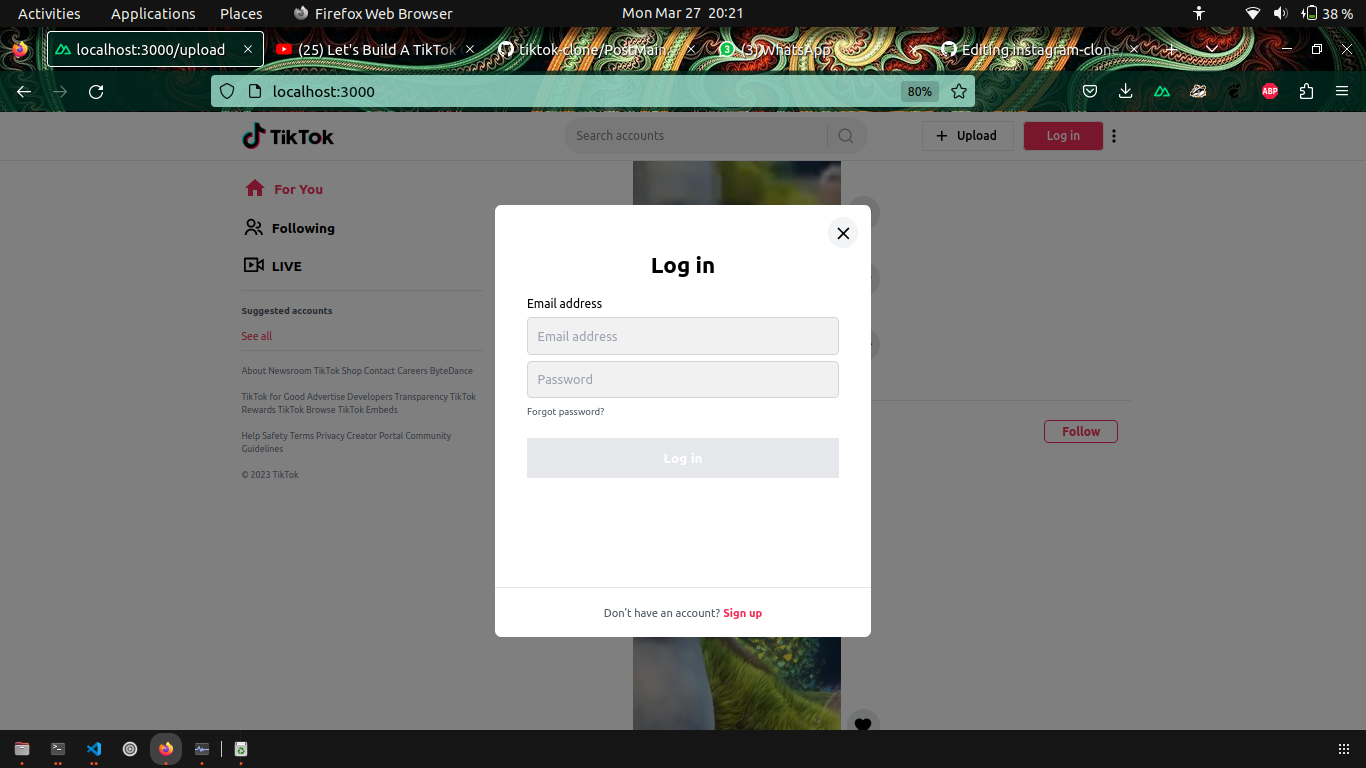 Activities Applications Places Firefox Web Browser Mon Mar 27 20:21 38 %
localhost:3000/upload (25) Let's Build A TikTok tiktok-clone/PostMain. 3 (3) WhatsApp Editing instagram-clone
localhost:3000 80% ABP
TikTok Search accounts Upload Log in
For You
Following
LIVE
Suggested accounts
See all
About Newsroom TikTok Shop Contact Careers ByteDance
TikTok for Good Advertise Developers Transparency TikTok
Rewards TikTok Browse TikTok Embeds
Help Safety Terms Privacy Creator Portal Community
Guidelines
© 2023 TikTok
Log in
Email address
Email address
Password
Forgot password?
Log in
Don't have an account? Sign up
Follow